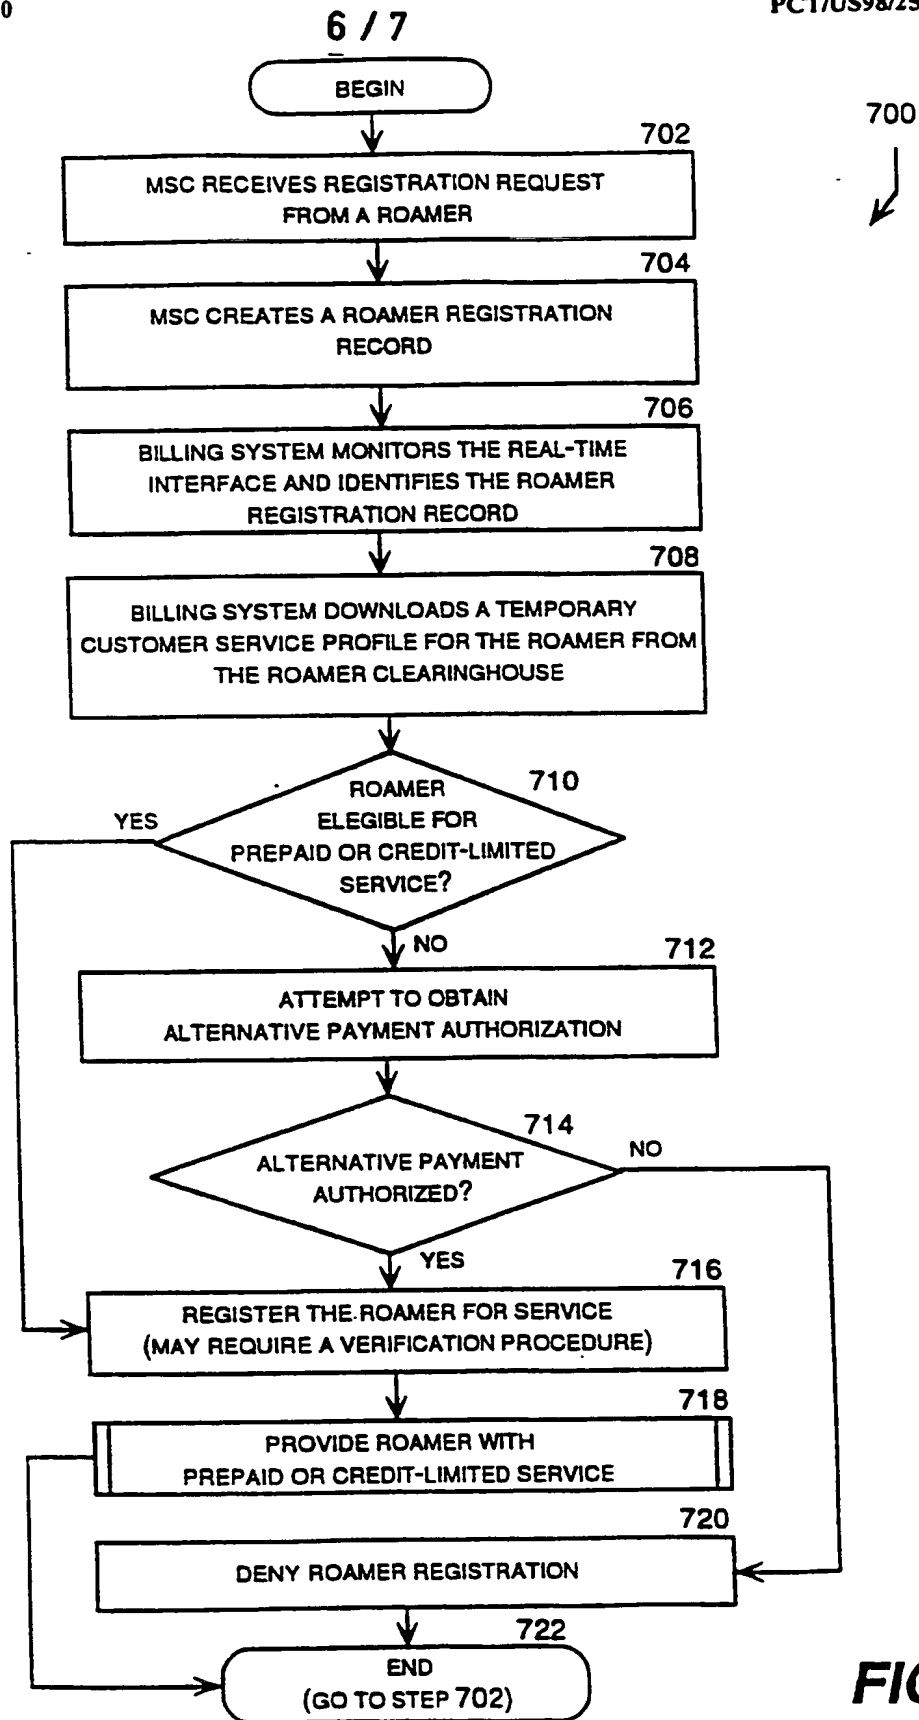 0
6 / 7
BEGIN
700
702
MSC RECEIVES REGISTRATION REQUEST
FROM A ROAMER
704
MSC CREATES A ROAMER REGISTRATION
RECORD
706
BILLING SYSTEM MONITORS THE REAL-TIME
INTERFACE AND IDENTIFIES THE ROAMER
REGISTRATION RECORD
708
BILLING SYSTEM DOWNLOADS A TEMPORARY
CUSTOMER SERVICE PROFILE FOR THE ROAMER FROM
THE ROAMER CLEARINGHOUSE
710
ROAMER
ELEGIBLE FOR
PREPAID OR CREDIT-LIMITED
SERVICE?
YES
NO
712
ATTEMPT TO OBTAIN
ALTERNATIVE PAYMENT AUTHORIZATION
714
ALTERNATIVE PAYMENT
AUTHORIZED?
NO
YES
716
REGISTER THE ROAMER FOR SERVICE
(MAY REQUIRE A VERIFICATION PROCEDURE)
718
PROVIDE ROAMER WITH
PREPAID OR CREDIT-LIMITED SERVICE
720
DENY ROAMER REGISTRATION
722
END
(GO TO STEP 702)